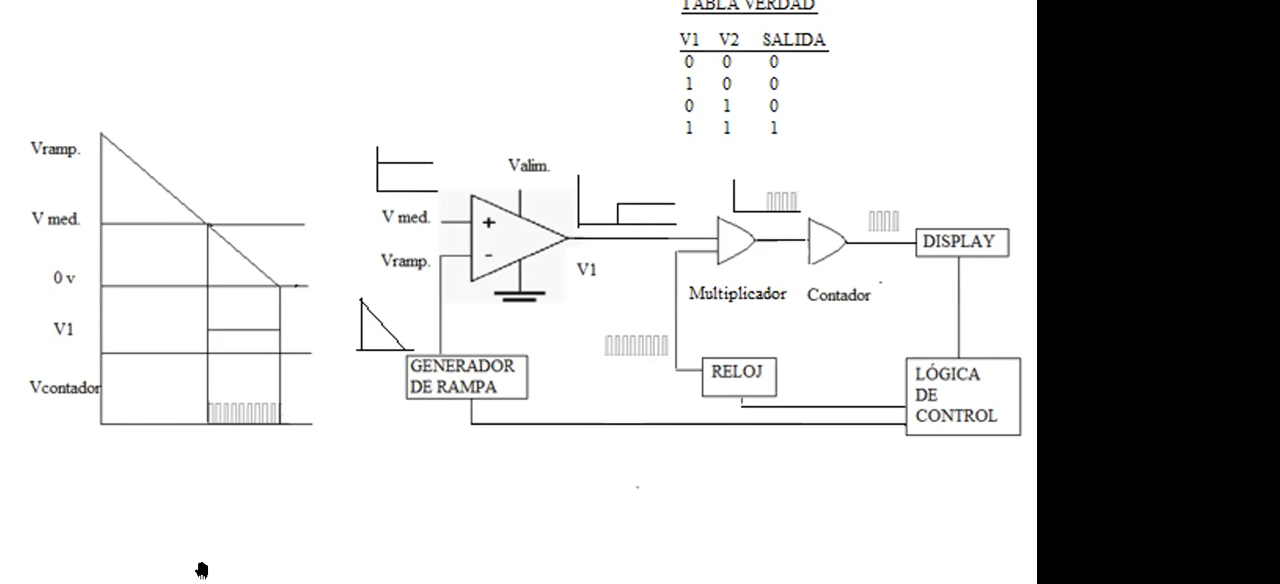 TABLA VERDAD
V1 V2 SALIDA
0 0 0
1 0 0
0 1 0
1 1 1
Vramp.
V med.
0 v
V1
Vcontador
Valim.
V med.
+
Vramp.
-
V1
Multiplicador
Contador
DISPLAY
GENERADOR
DE RAMPA
RELOJ
LÓGICA
DE
CONTROL